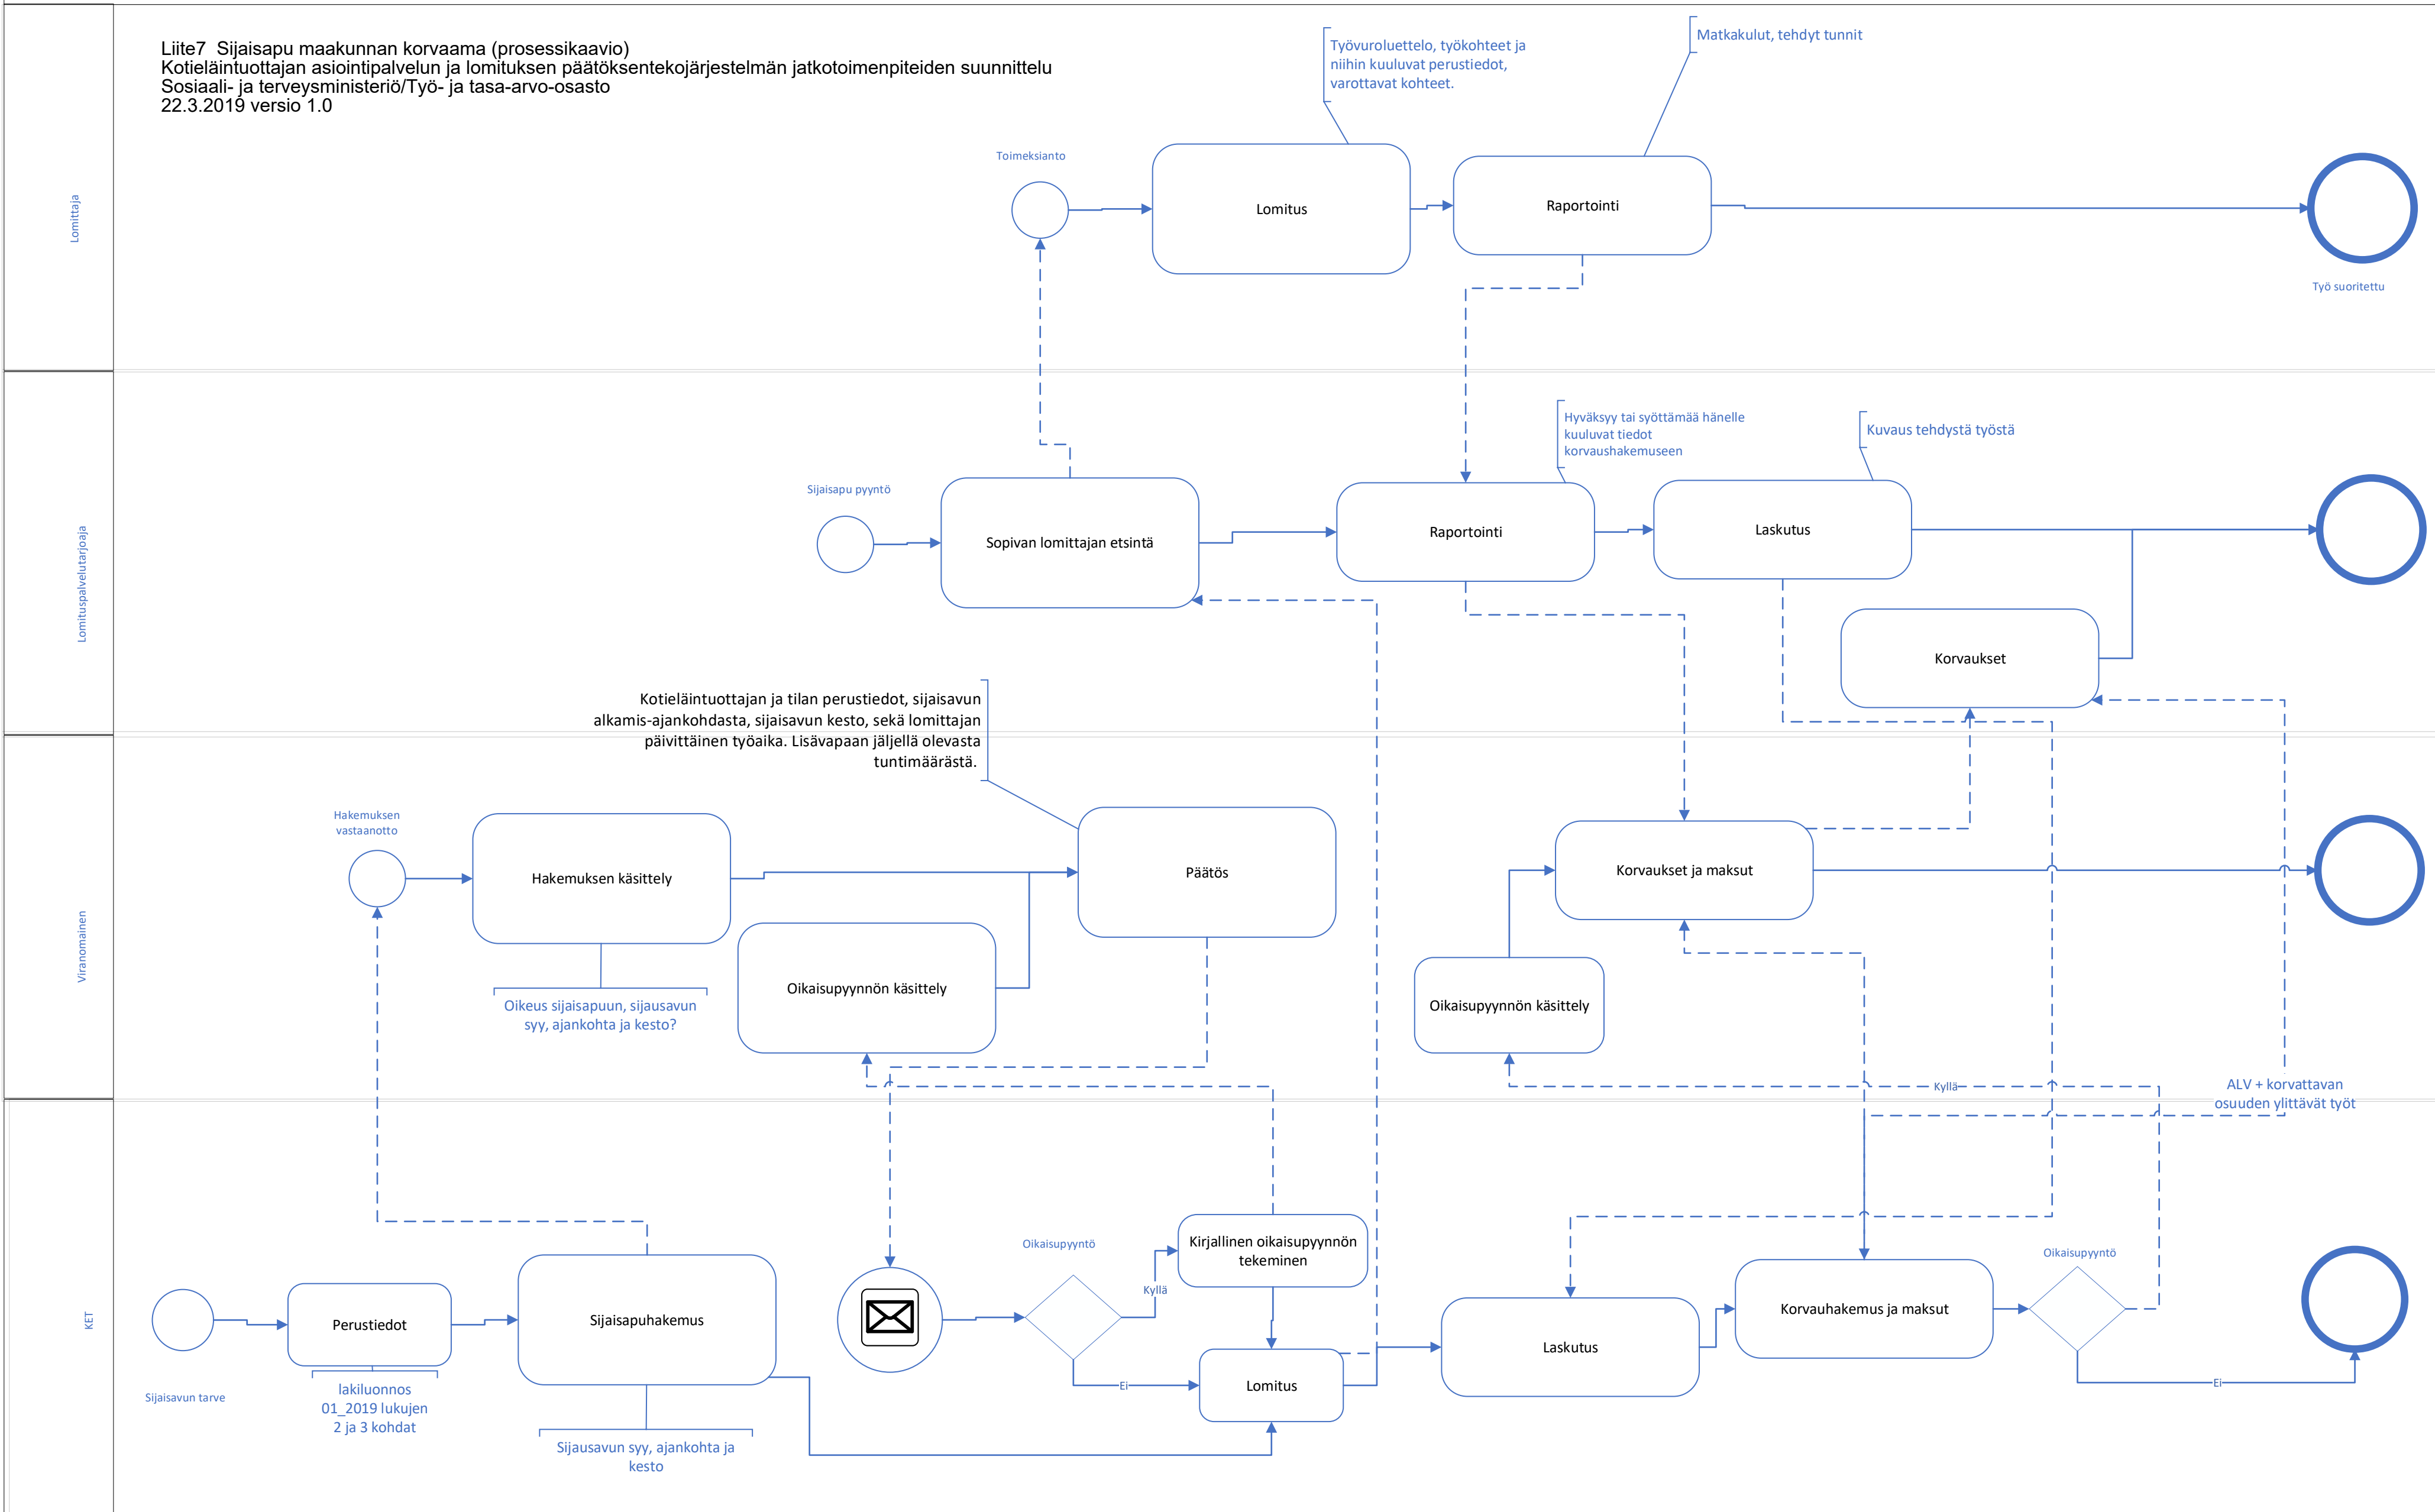 Liite7  Sijaisapu maakunnan korvaama (prosessikaavio)
Kotieläintuottajan asiointipalvelun ja lomituksen päätöksentekojärjestelmän jatkotoimenpiteiden suunnittelu
Sosiaali- ja terveysministeriö/Työ- ja tasa-arvo-osasto
22.3.2019 versio 1.0
Lomittaja
Työvuroluettelo, työkohteet ja
niihin kuuluvat perustiedot,
varottavat kohteet.
Matkakulut, tehdyt tunnit
Toimeksianto
Lomitus
Raportointi
Työ suoritettu
Lomituspalvelutarjoaja
Hyväksyy tai syöttämää hänelle
kuuluvat tiedot
korvaushakemuseen
Kuvaus tehdystä työstä
Sijaisapu pyyntö
Sopivan lomittajan etsintä
Raportointi
Laskutus
Korvaukset
Viranomainen
Kotieläintuottajan ja tilan perustiedot, sijaisavun
alkamis-ajankohdasta, sijaisavun kesto, sekä lomittajan
päivittäinen työaika. Lisävapaan jäljellä olevasta
tuntimäärästä.
Hakemuksen
vastaanotto
Hakemuksen käsittely
Päätös
Korvaukset ja maksut
Oikaisupyynnön käsittely
Oikaisupyynnön käsittely
Oikeus sijaisapuun, sijausavun
syy, ajankohta ja kesto?
Kyllä
ALV + korvattavan
osuuden ylittävät työt
KET
Sijaisavun tarve
Perustiedot
lakiluonnos
01_2019 lukujen
2 ja 3 kohdat
Sijaisapuhakemus
Sijausavun syy, ajankohta ja
kesto
Oikaisupyyntö
Kyllä
Ei
Kirjallinen oikaisupyynnön
tekeminen
Lomitus
Laskutus
Korvauhakemus ja maksut
Oikaisupyyntö
Ei